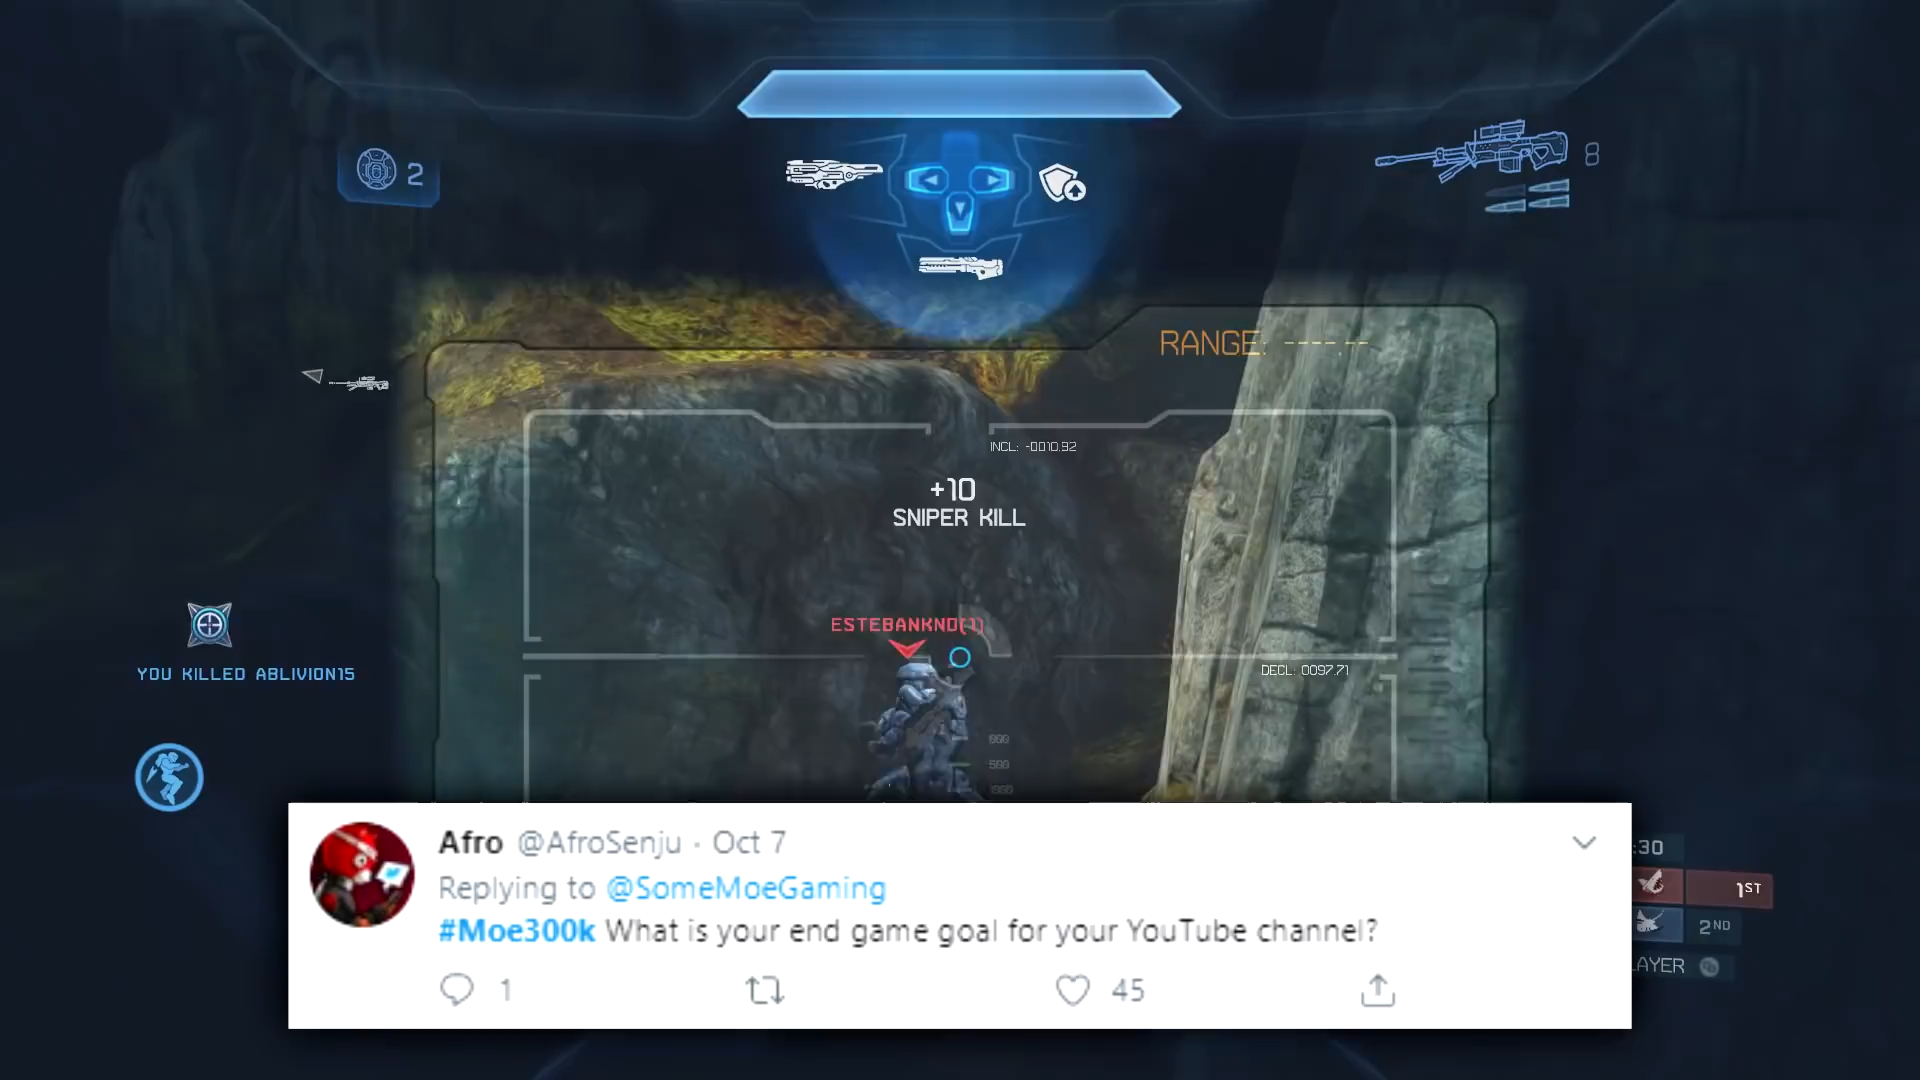 2
8
RANGE: ----.--
INCL: -0010.92
+10
SNIPER KILL
ESTEBANKND(1)
DECL: 0097.71
YOU KILLED ABLIVION15
500
Afro @AfroSenju · Oct 7
Replying to @SomeMoeGaming
#Moe300k What is your end game goal for your YouTube channel?
1 45
:30
1ST
2ND
LAYER